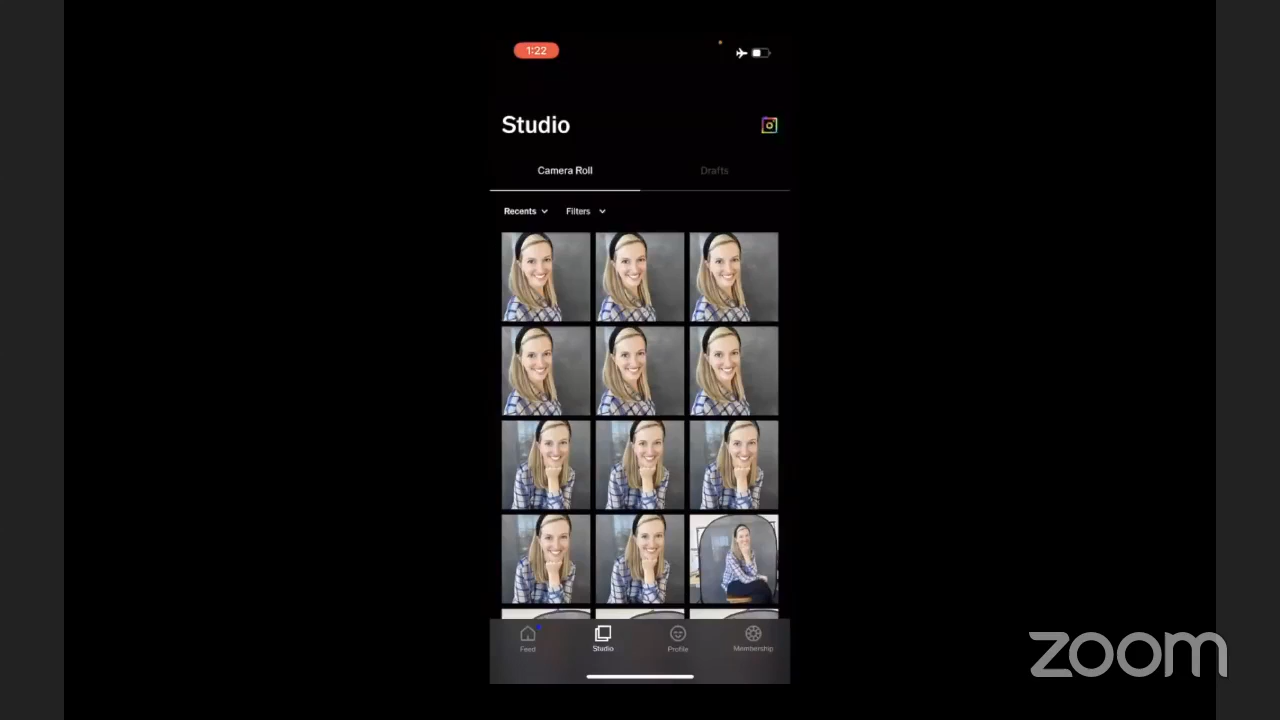 1:22
Studio
Camera Roll
Drafts
Recents
Filters
Feed
Studio
Profile
Membership
zoom